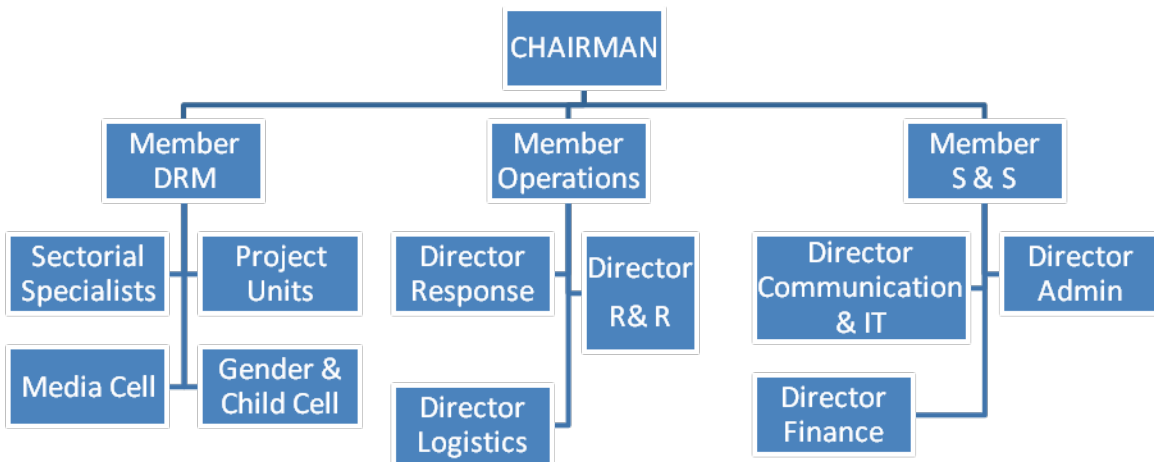 CHAIRMAN
Member
DRM
Member
Operations
Member
S & S
Sectorial
Specialists
Project
Units
Director
Response
Director
R& R
Director
Communication
& IT
Director
Admin
Media Cell
Gender &
Child Cell
Director
Logistics
Director
Finance